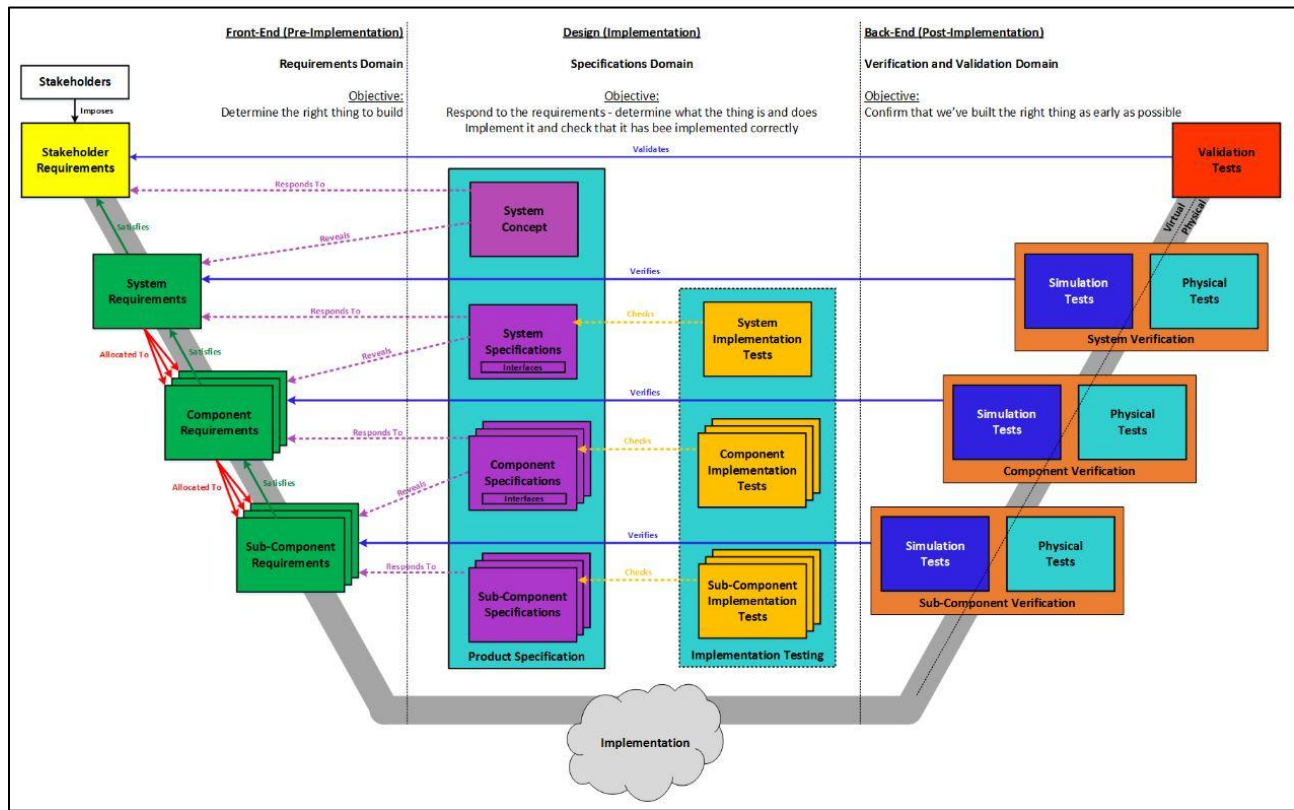 Front-End (Pre-Implementation)
Requirements Domain
Objective:
Determine the right thing to build
Design (Implementation)
Specifications Domain
Objective:
Respond to the requirements - determine what the thing is and does
Implement it and check that it has bee implemented correctly
Back-End (Post-Implementation)
Verification and Validation Domain
Objective:
Confirm that we've built the right thing as early as possible
Stakeholders
Imposes
Stakeholder
Requirements
Validates
Validation
Tests
Responds To
System
Concept
Virtual
Physical
Satisfies
Reveals
System
Requirements
Verifies
Simulation
Tests
Physical
Tests
System Verification
Responds To
System
Specifications
Interfaces
Checks
System
Implementation
Tests
Allocated To
Satisfies
Reveals
Component
Requirements
Verifies
Simulation
Tests
Physical
Tests
Component Verification
Responds To
Component
Specifications
Interfaces
Checks
Component
Implementation
Tests
Allocated To
Satisfies
Reveals
Sub-Component
Requirements
Verifies
Simulation
Tests
Physical
Tests
Sub-Component Verification
Responds To
Sub-Component
Specifications
Checks
Sub-Component
Implementation
Tests
Product Specification
Implementation Testing
Implementation